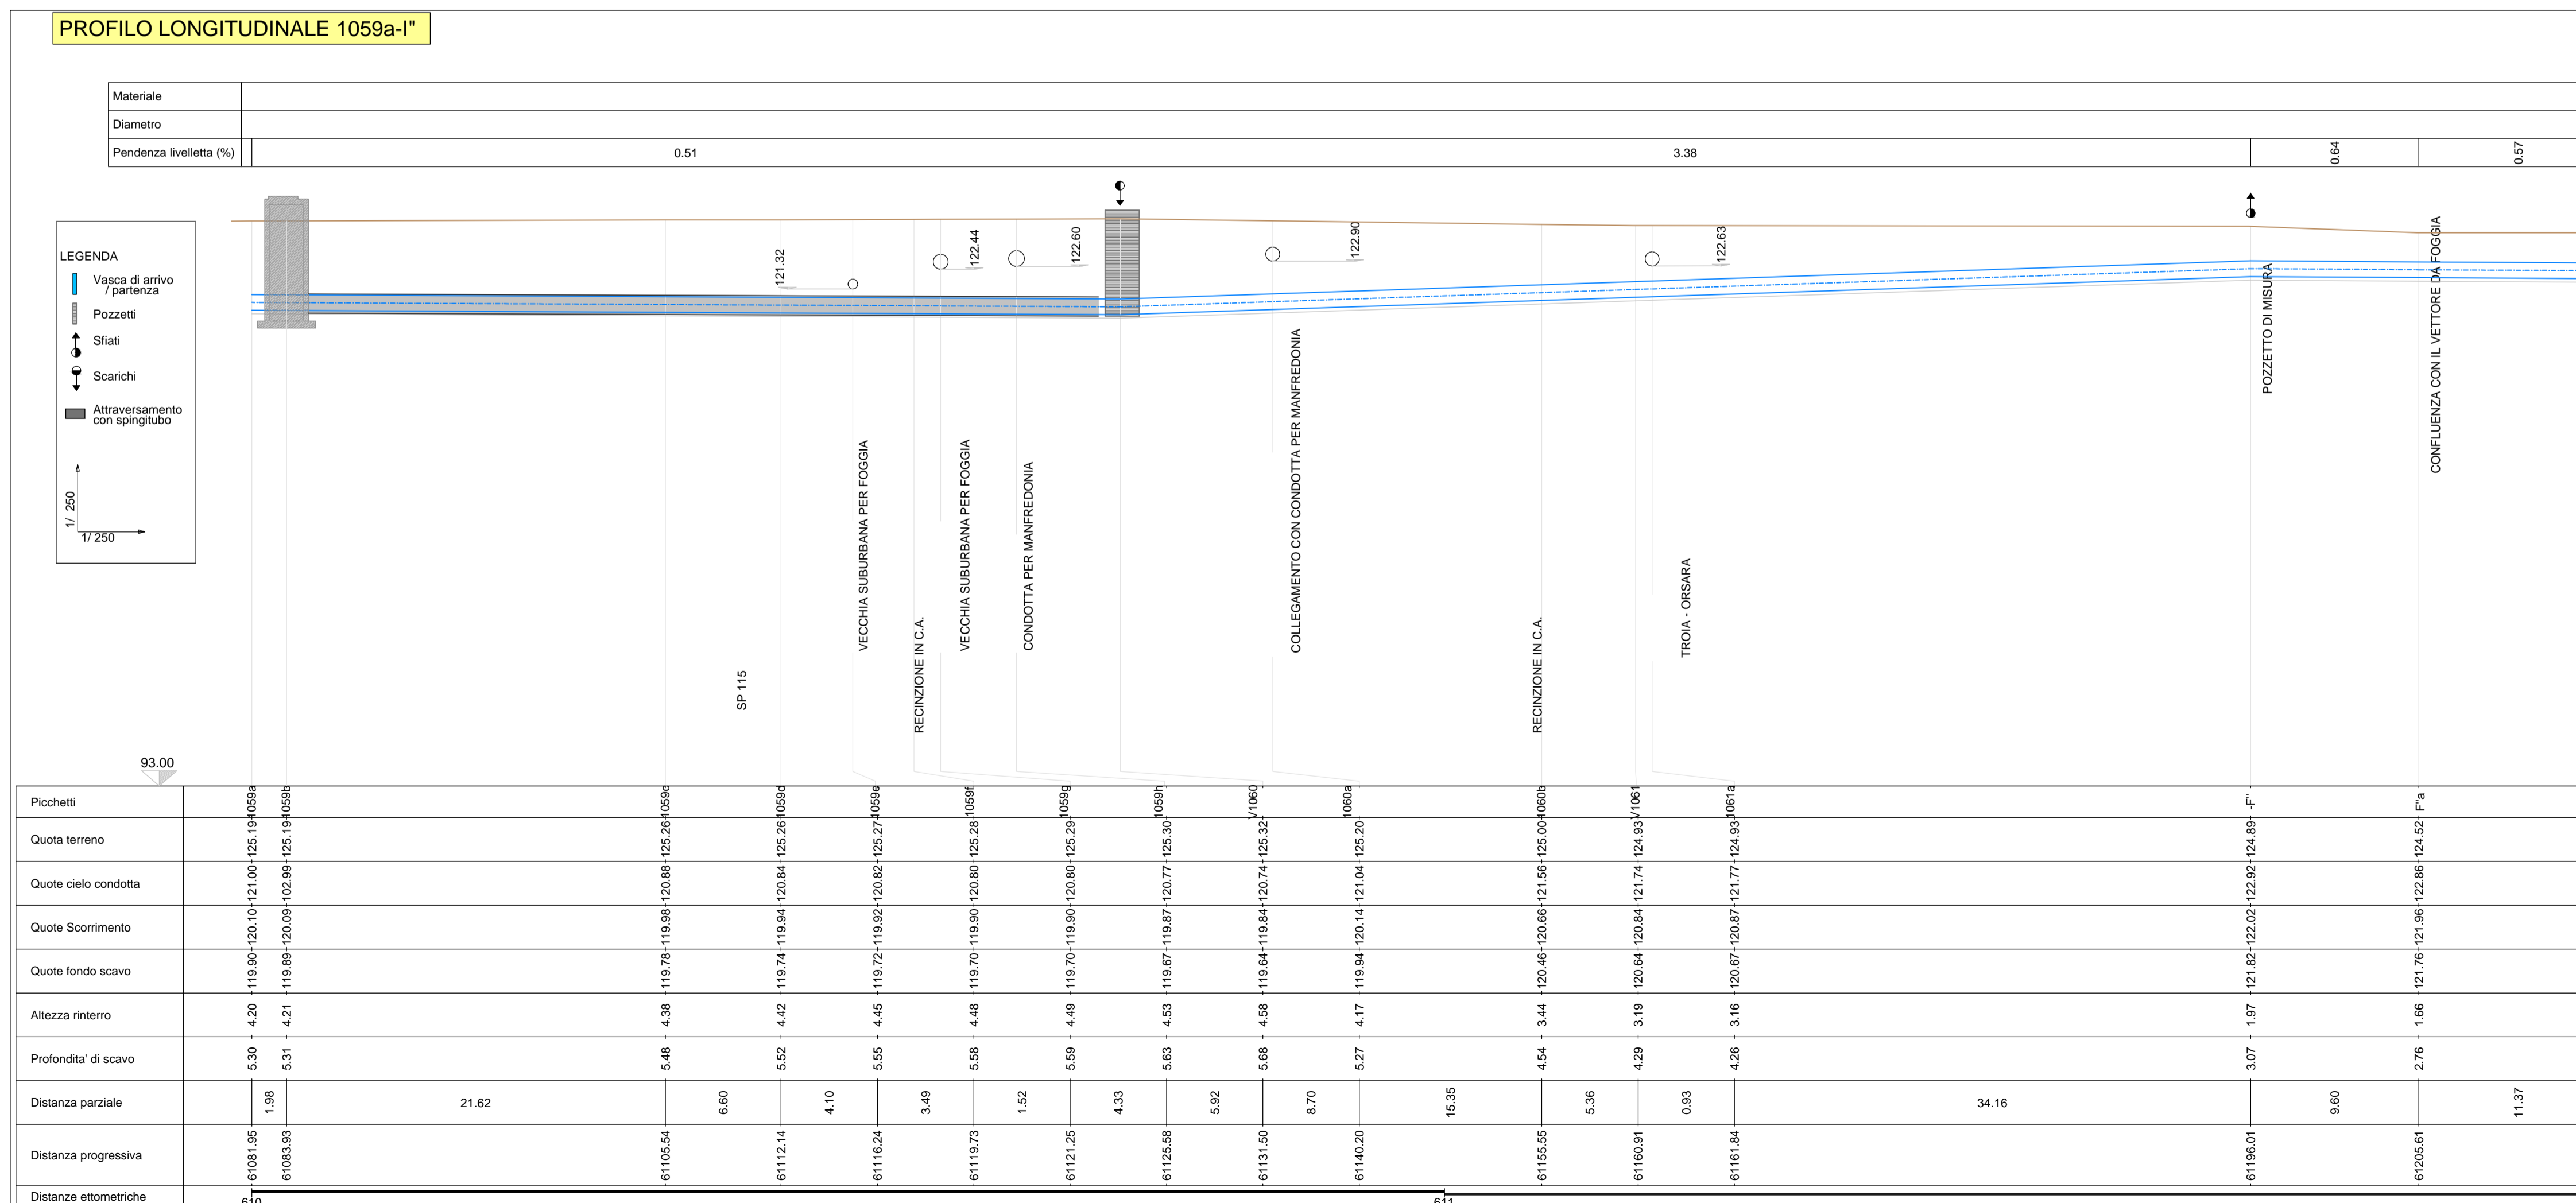 PROFILO LONGITUDINALE 1059a-I"
Materiale
Diametro
Pendenza livelletta (%) 0.51 3.38 0.64 0.57
LEGENDA
Vasca di arrivo
/ partenza
Pozzetti
Sfiati
Scarichi
Attraversamento
con spingitubo
1/ 250
1/ 250
121.32
122.44
122.60
122.90
122.63
SP 115
VECCHIA SUBURBANA PER FOGGIA
RECINZIONE IN C.A.
VECCHIA SUBURBANA PER FOGGIA
CONDOTTA PER MANFREDONIA
COLLEGAMENTO CON CONDOTTA PER MANFREDONIA
RECINZIONE IN C.A.
TROIA - ORSARA
POZZETTO DI MISURA
CONFLUENZA CON IL VETTORE DA FOGGIA
93.00
Picchetti 1059a 1059b 1059c 1059d 1059e 1059f 1059g 1059h V1060 1060a 1060b V1061 1061a -F" F"a
Quota terreno 125.19 125.19 125.26 125.26 125.27 125.28 125.29 125.30 125.32 125.20 125.00 124.93 124.93 124.89 124.52
Quote cielo condotta 121.00 102.99 120.88 120.84 120.82 120.80 120.80 120.77 120.74 121.04 121.56 121.74 121.77 122.92 122.86
Quote Scorrimento 120.10 120.09 119.98 119.94 119.92 119.90 119.90 119.87 119.84 120.14 120.66 120.84 120.87 122.02 121.96
Quote fondo scavo 119.90 119.89 119.78 119.74 119.72 119.70 119.70 119.67 119.64 119.94 120.46 120.64 120.67 121.82 121.76
Altezza rinterro 4.20 4.21 4.38 4.42 4.45 4.48 4.49 4.53 4.58 4.17 3.44 3.19 3.16 1.97 1.66
Profondita' di scavo 5.30 5.31 5.48 5.52 5.55 5.58 5.59 5.63 5.68 5.27 4.54 4.29 4.26 3.07 2.76
Distanza parziale 1.98 21.62 6.60 4.10 3.49 1.52 4.33 5.92 8.70 15.35 5.36 0.93 34.16 9.60 11.37
Distanza progressiva 61081.95 61083.93 61105.54 61112.14 61116.24 61119.73 61121.25 61125.58 61131.50 61140.20 61155.55 61160.91 61161.84 61196.01 61205.61
Distanze ettometriche 610 611